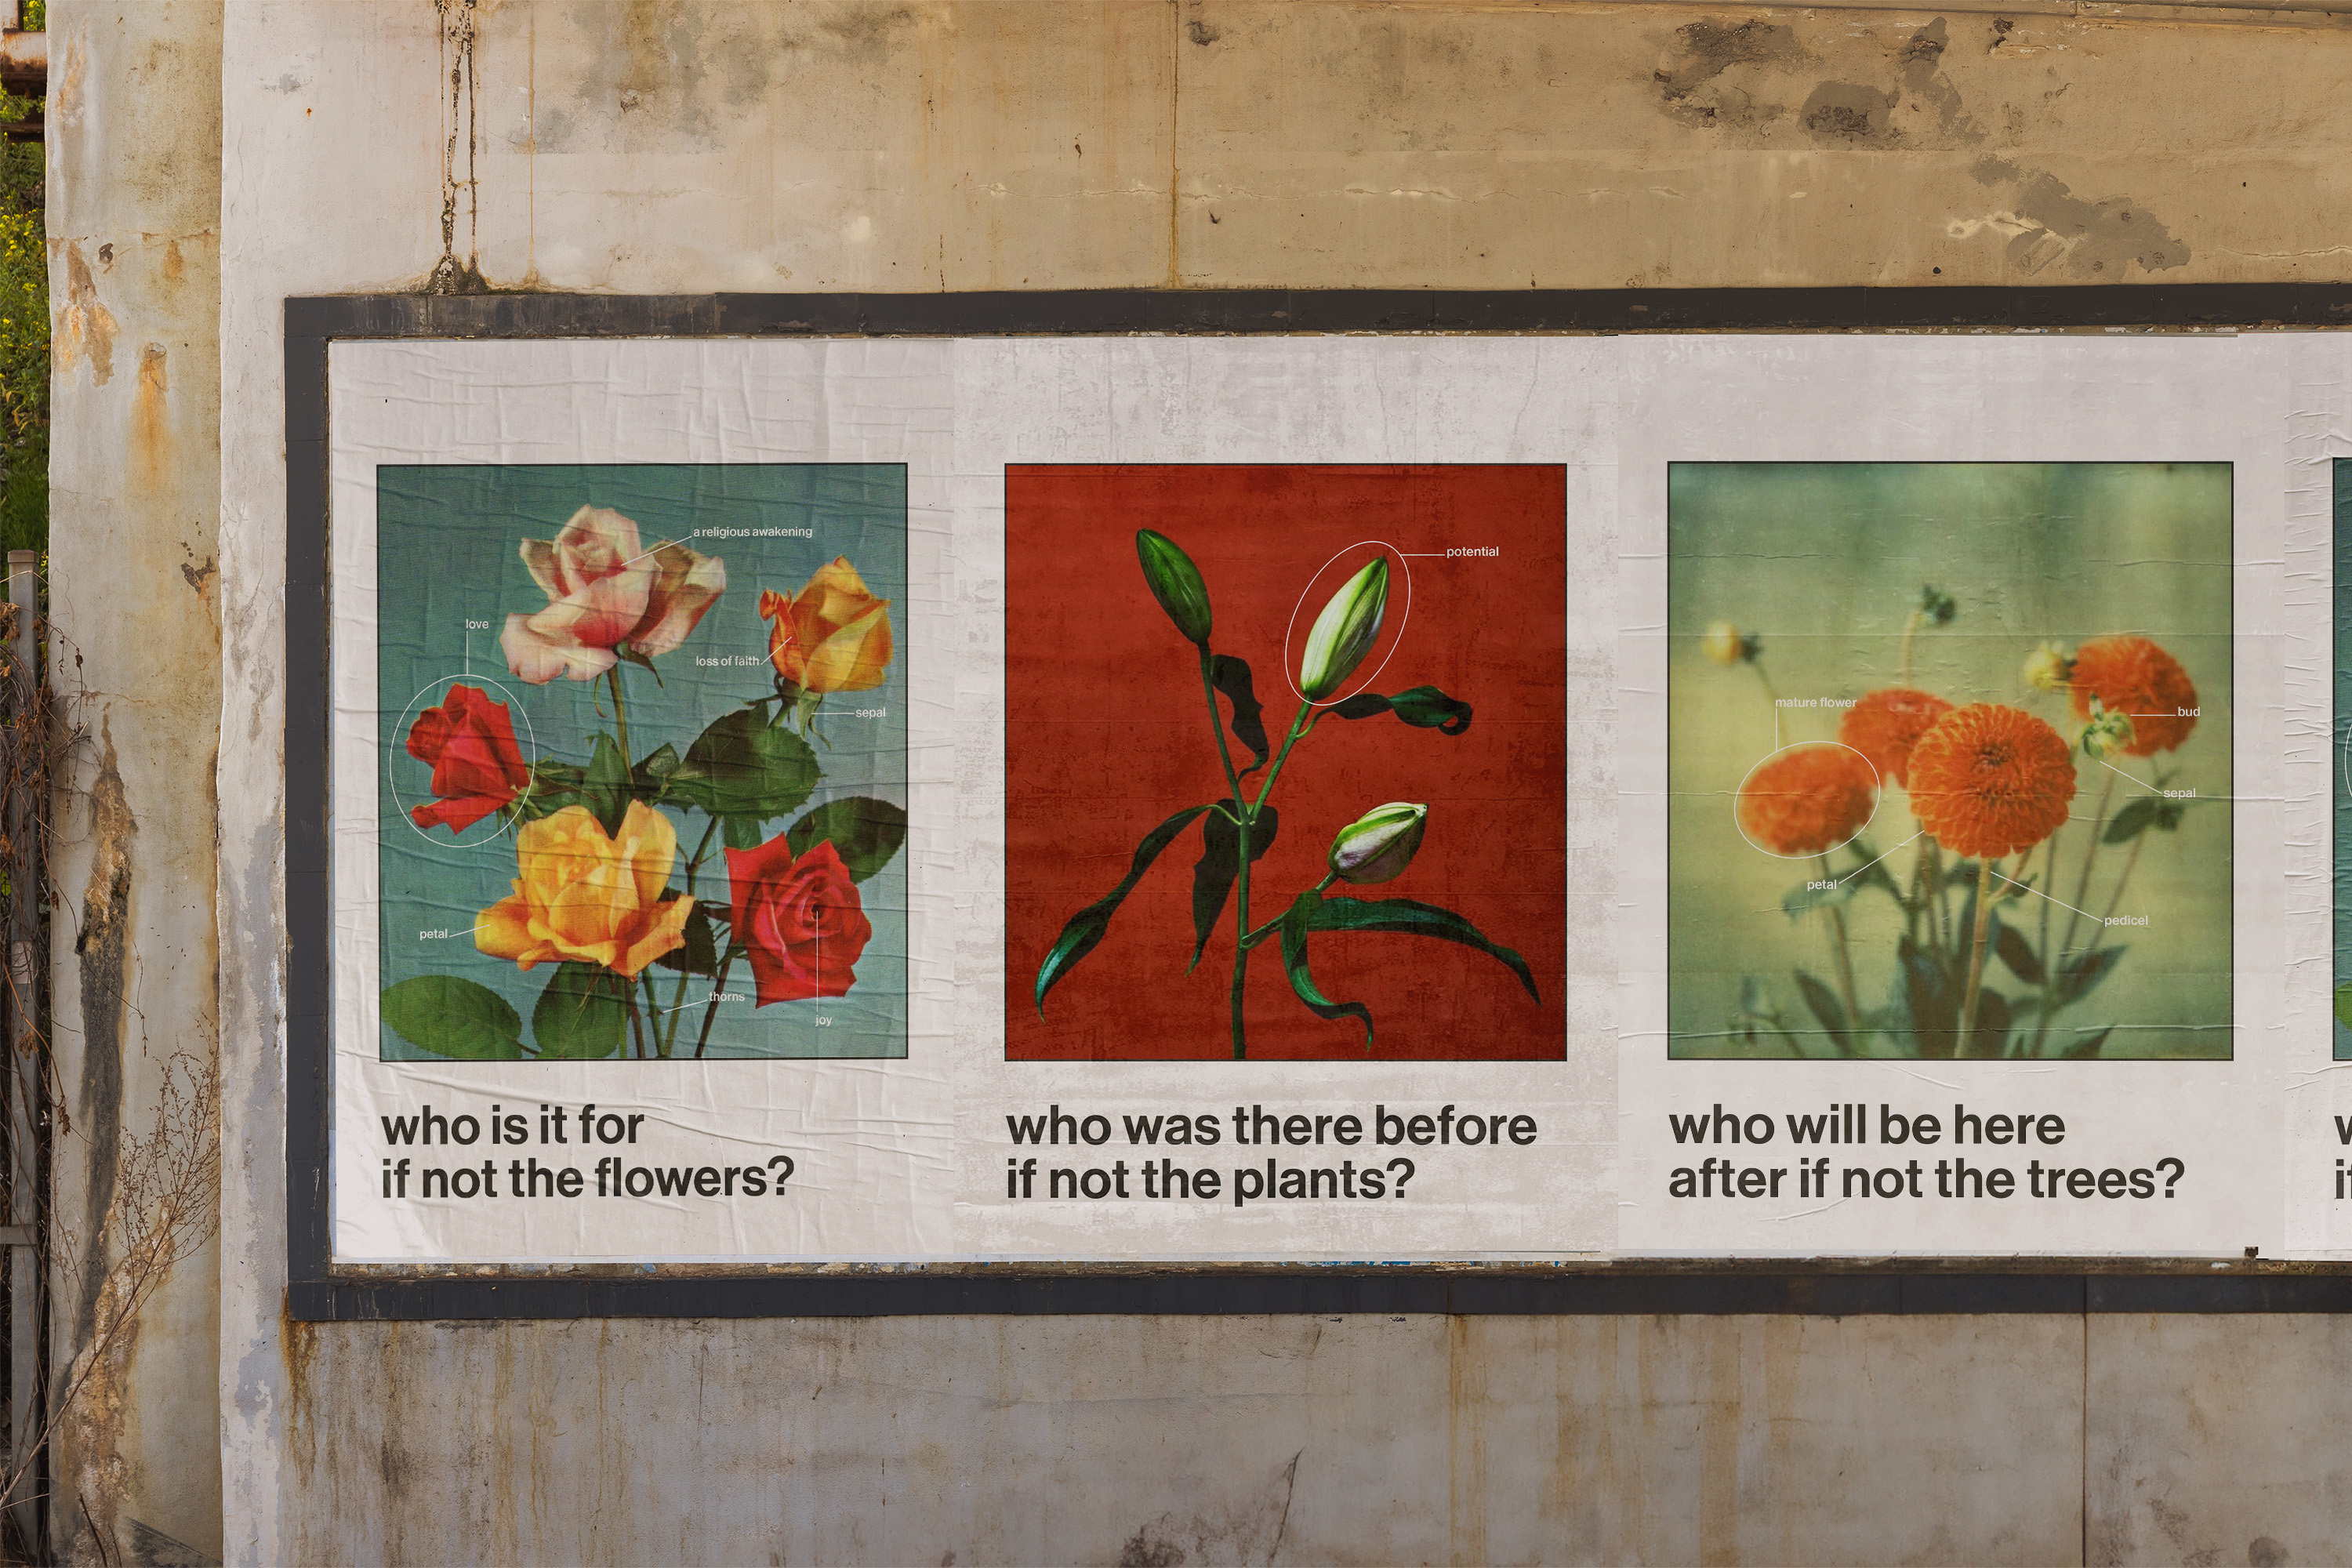 a religious awakening
love
loss of faith
sepal
petal
thorns
joy
who is it for
if not the flowers?
potential
who was there before
if not the plants?
mature flower
bud
sepal
petal
pedicel
who will be here
after if not the trees?